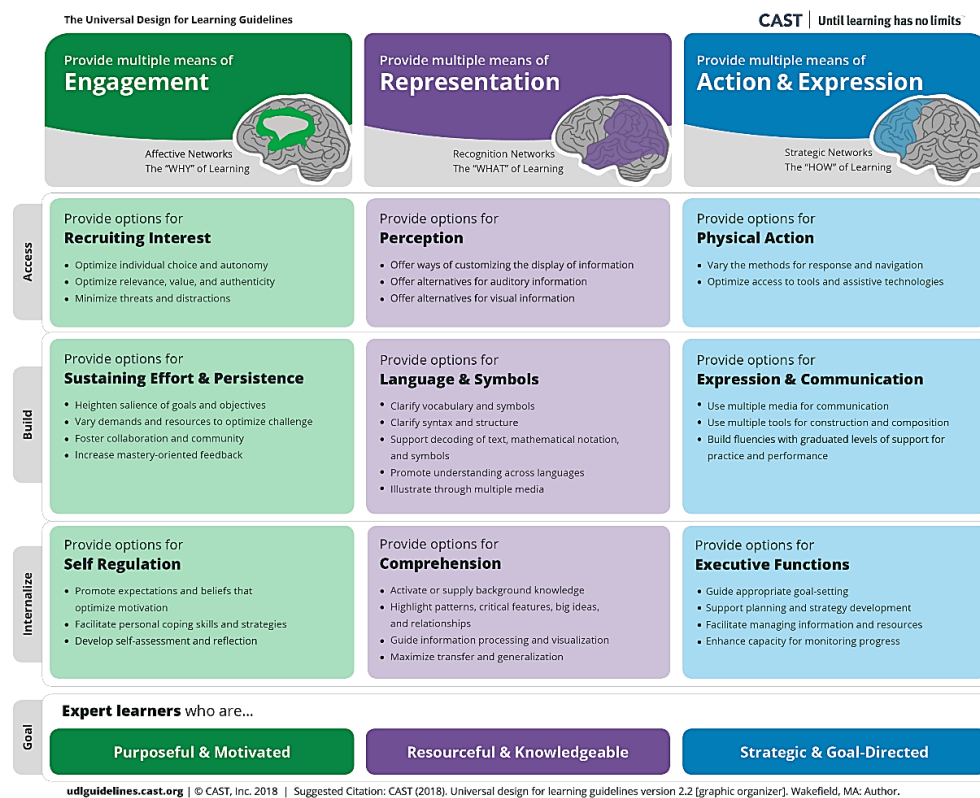 The Universal Design for Learning Guidelines
CAST | Until learning has no limits
Provide multiple means of
Engagement
Affective Networks
The "WHY" of Learning
Provide multiple means of
Representation
Recognition Networks
The "WHAT" of Learning
Provide multiple means of
Action & Expression
Strategic Networks
The "HOW" of Learning
Access
Provide options for
Recruiting Interest
• Optimize individual choice and autonomy
• Optimize relevance, value, and authenticity
• Minimize threats and distractions
Provide options for
Perception
• Offer ways of customizing the display of information
• Offer alternatives for auditory information
• Offer alternatives for visual information
Provide options for
Physical Action
• Vary the methods for response and navigation
• Optimize access to tools and assistive technologies
Build
Provide options for
Sustaining Effort & Persistence
• Heighten salience of goals and objectives
• Vary demands and resources to optimize challenge
• Foster collaboration and community
• Increase mastery-oriented feedback
Provide options for
Language & Symbols
• Clarify vocabulary and symbols
• Clarify syntax and structure
• Support decoding of text, mathematical notation,
and symbols
• Promote understanding across languages
• Illustrate through multiple media
Provide options for
Expression & Communication
• Use multiple media for communication
• Use multiple tools for construction and composition
• Build fluencies with graduated levels of support for
practice and performance
Internalize
Provide options for
Self Regulation
• Promote expectations and beliefs that
optimize motivation
• Facilitate personal coping skills and strategies
• Develop self-assessment and reflection
Provide options for
Comprehension
• Activate or supply background knowledge
• Highlight patterns, critical features, big ideas,
and relationships
• Guide information processing and visualization
• Maximize transfer and generalization
Provide options for
Executive Functions
• Guide appropriate goal-setting
• Support planning and strategy development
• Facilitate managing information and resources
• Enhance capacity for monitoring progress
Goal
Expert learners who are...
Purposeful & Motivated
Resourceful & Knowledgeable
Strategic & Goal-Directed
udlguidelines.cast.org | © CAST, Inc. 2018 | Suggested Citation: CAST (2018). Universal design for learning guidelines version 2.2 [graphic organizer]. Wakefield, MA: Author.